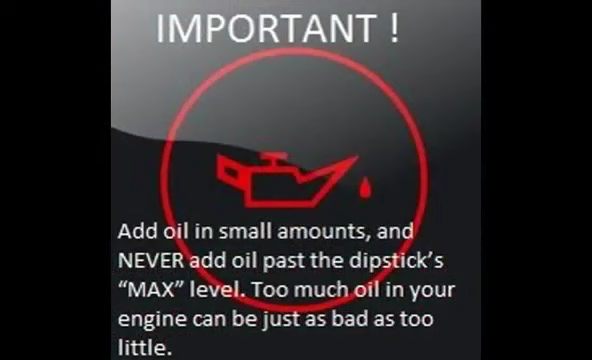 IMPORTANT !
Add oil in small amounts, and
NEVER add oil past the dipstick's
“MAX” level. Too much oil in your
engine can be just as bad as too
little.